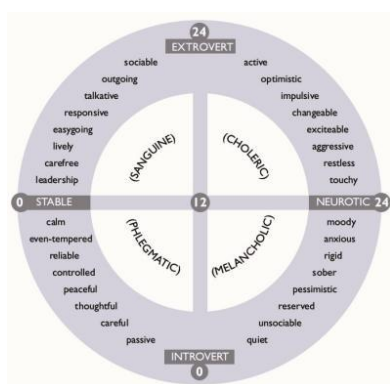 24
EXTROVERT
sociable
outgoing
talkative
responsive
easygoing
lively
carefree
leadership
active
optimistic
impulsive
changeable
exciteable
aggressive
restless
touchy
(SANGUINE)
(CHOLERIC)
0 STABLE
12
NEUROTIC 24
(PHLEGMATIC)
(MELANCHOLIC)
calm
even-tempered
reliable
controlled
peaceful
thoughtful
careful
passive
moody
anxious
rigid
sober
pessimistic
reserved
unsociable
quiet
INTROVERT
0